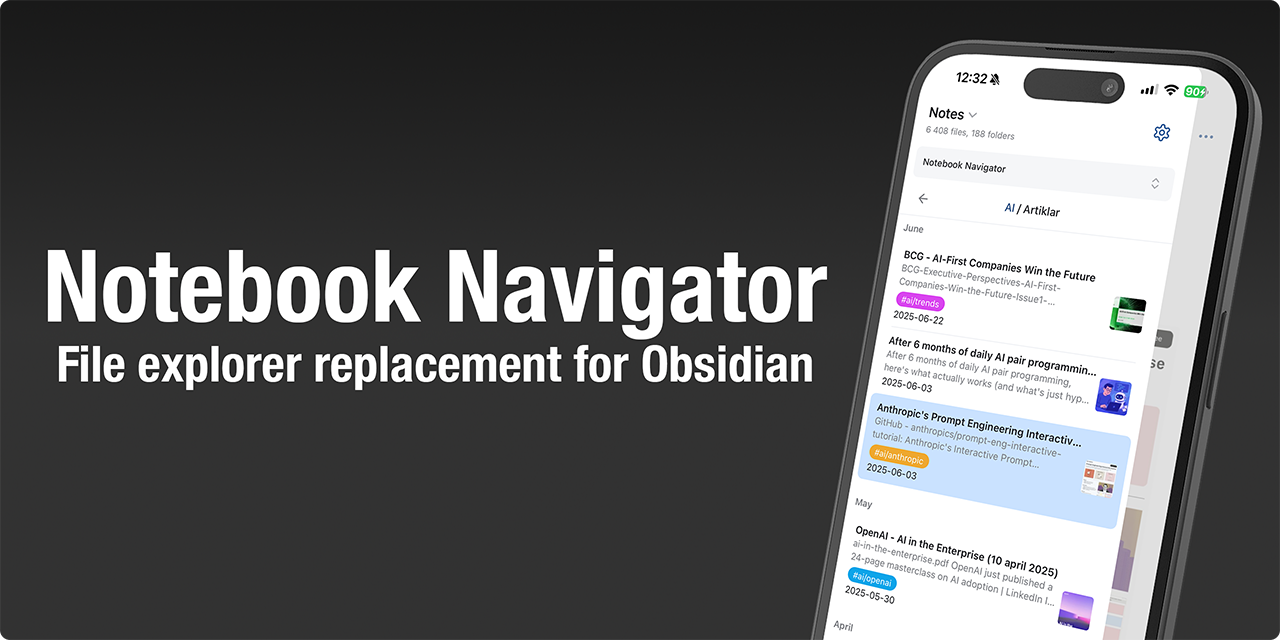 Notebook Navigator
File explorer replacement for Obsidian
12:32
90
Notes
6 408 files, 188 folders
Notebook Navigator
AI / Artiklar
June
BCG - AI-First Companies Win the Future
BCG-Executive-Perspectives-AI-First-
Companies-Win-the-Future-Issue1-...
#ai/trends
2025-06-22
After 6 months of daily AI pair programmin...
After 6 months of daily AI pair programming,
here's what actually works (and what's just hyp...
2025-06-03
Anthropic's Prompt Engineering Interactiv...
GitHub - anthropics/prompt-eng-interactive-
tutorial: Anthropic's Interactive Prompt...
#ai/anthropic
2025-06-03
May
OpenAI - AI in the Enterprise (10 april 2025)
ai-in-the-enterprise.pdf OpenAI just published a
24-page masterclass on AI adoption | LinkedIn I...
#ai/openai
2025-05-30
April